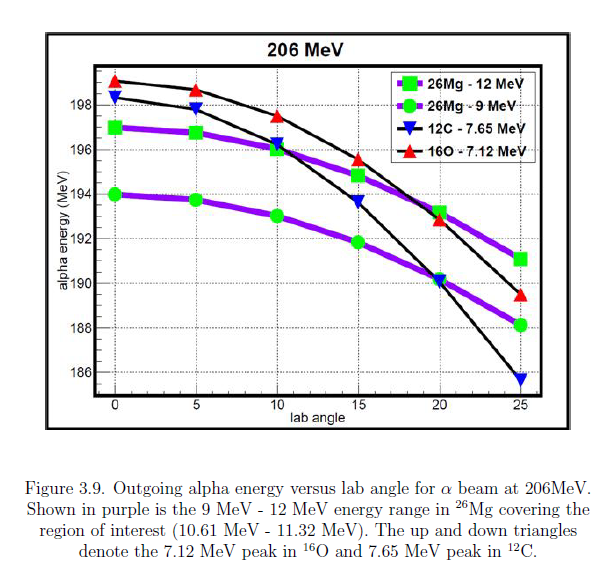 206 MeV
26Mg - 12 MeV
26Mg - 9 MeV
12C - 7.65 MeV
16O - 7.12 MeV
alpha energy (MeV)
198
196
194
192
190
188
186
0 5 10 15 20 25
lab angle
Figure 3.9. Outgoing alpha energy versus lab angle for α beam at 206MeV.
Shown in purple is the 9 MeV - 12 MeV energy range in ²⁶Mg covering the
region of interest (10.61 MeV - 11.32 MeV). The up and down triangles
denote the 7.12 MeV peak in ¹⁶O and 7.65 MeV peak in ¹²C.